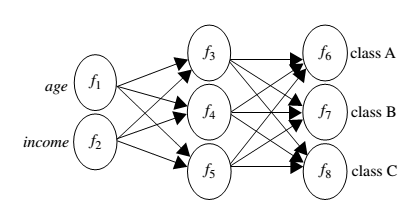 f3 f6 class A
age f1
f4 f7 class B
income f2
f5 f8 class C